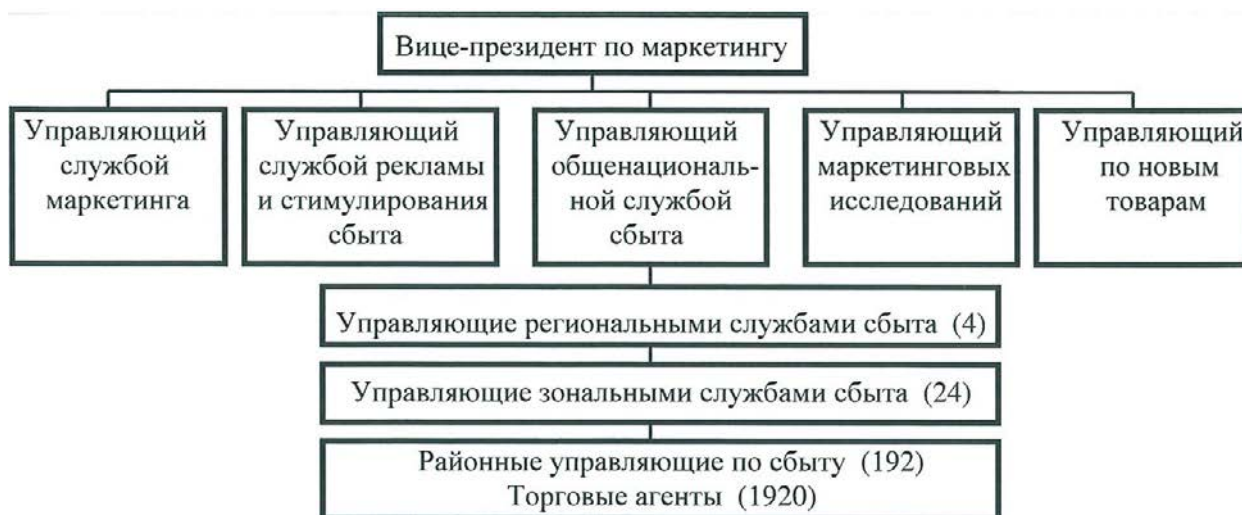 Вице-президент по маркетингу
Управляющий
службой
маркетинга
Управляющий
службой рекламы
и стимулирования
сбыта
Управляющий
общенациональ-
ной службой
сбыта
Управляющий
маркетинговых
исследований
Управляющий
по новым
товарам
Управляющие региональными службами сбыта (4)
Управляющие зональными службами сбыта (24)
Районные управляющие по сбыту (192)
Торговые агенты (1920)